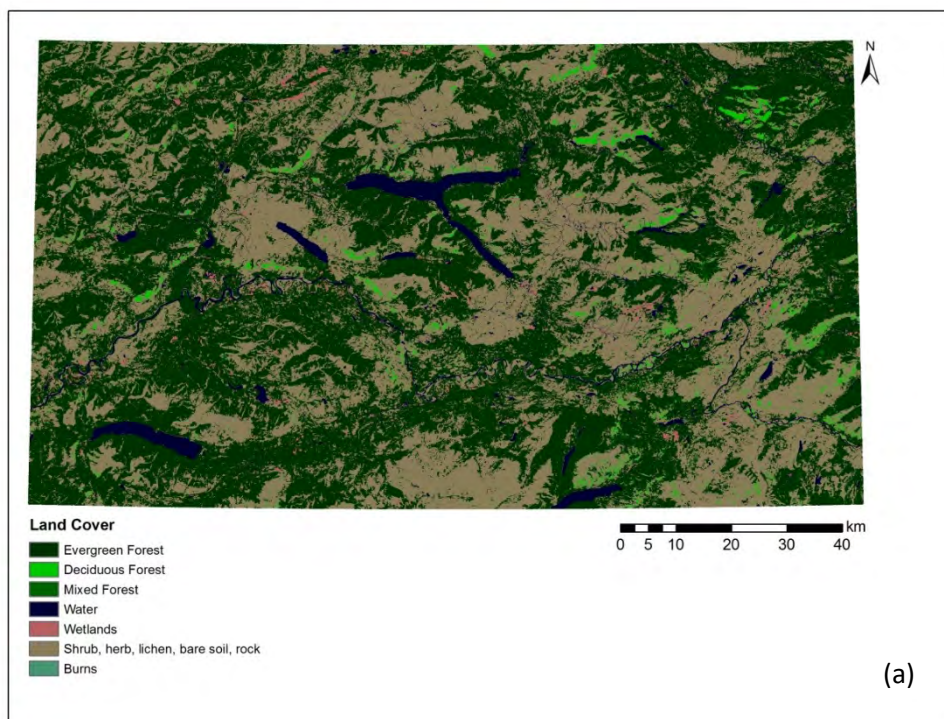 N
Land Cover
Evergreen Forest
Deciduous Forest
Mixed Forest
Water
Wetlands
Shrub, herb, lichen, bare soil, rock
Burns
km
0 5 10 20 30 40
(a)